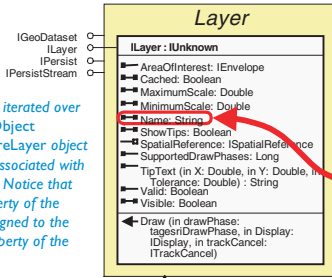 Layer
IGeoDataset
ILayer
IPersist
IPersistStream
ILayer : IUnknown
AreaOfInterest: IEnvelope
Cached: Boolean
MaximumScale: Double
MinimumScale: Double
Name: String
ShowTips: Boolean
SpatialReference: ISpatialReference
SupportedDrawPhases: Long
TipText (in X: Double, in Y: Double, in
Tolerance: Double) : String
Valid: Boolean
Visible: Boolean
Draw (in drawPhase:
tagesriDrawPhase, in Display:
IDisplay, in trackCancel:
ITrackCancel)
iterated over
Object
reLayer object
ssociated with
Notice that
erty of the
igned to the
perty of the